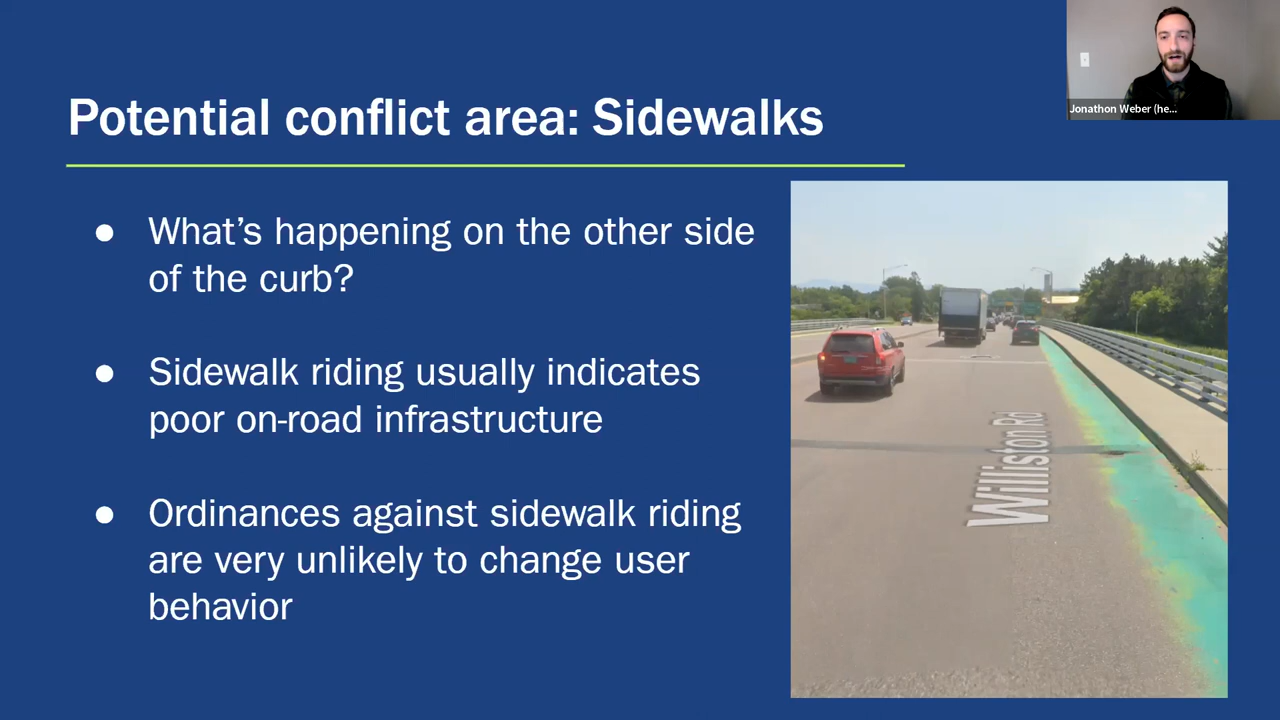 Jonathon Weber (he...
Potential conflict area: Sidewalks
● What’s happening on the other side
of the curb?
● Sidewalk riding usually indicates
poor on-road infrastructure
● Ordinances against sidewalk riding
are very unlikely to change user
behavior
Williston Rd